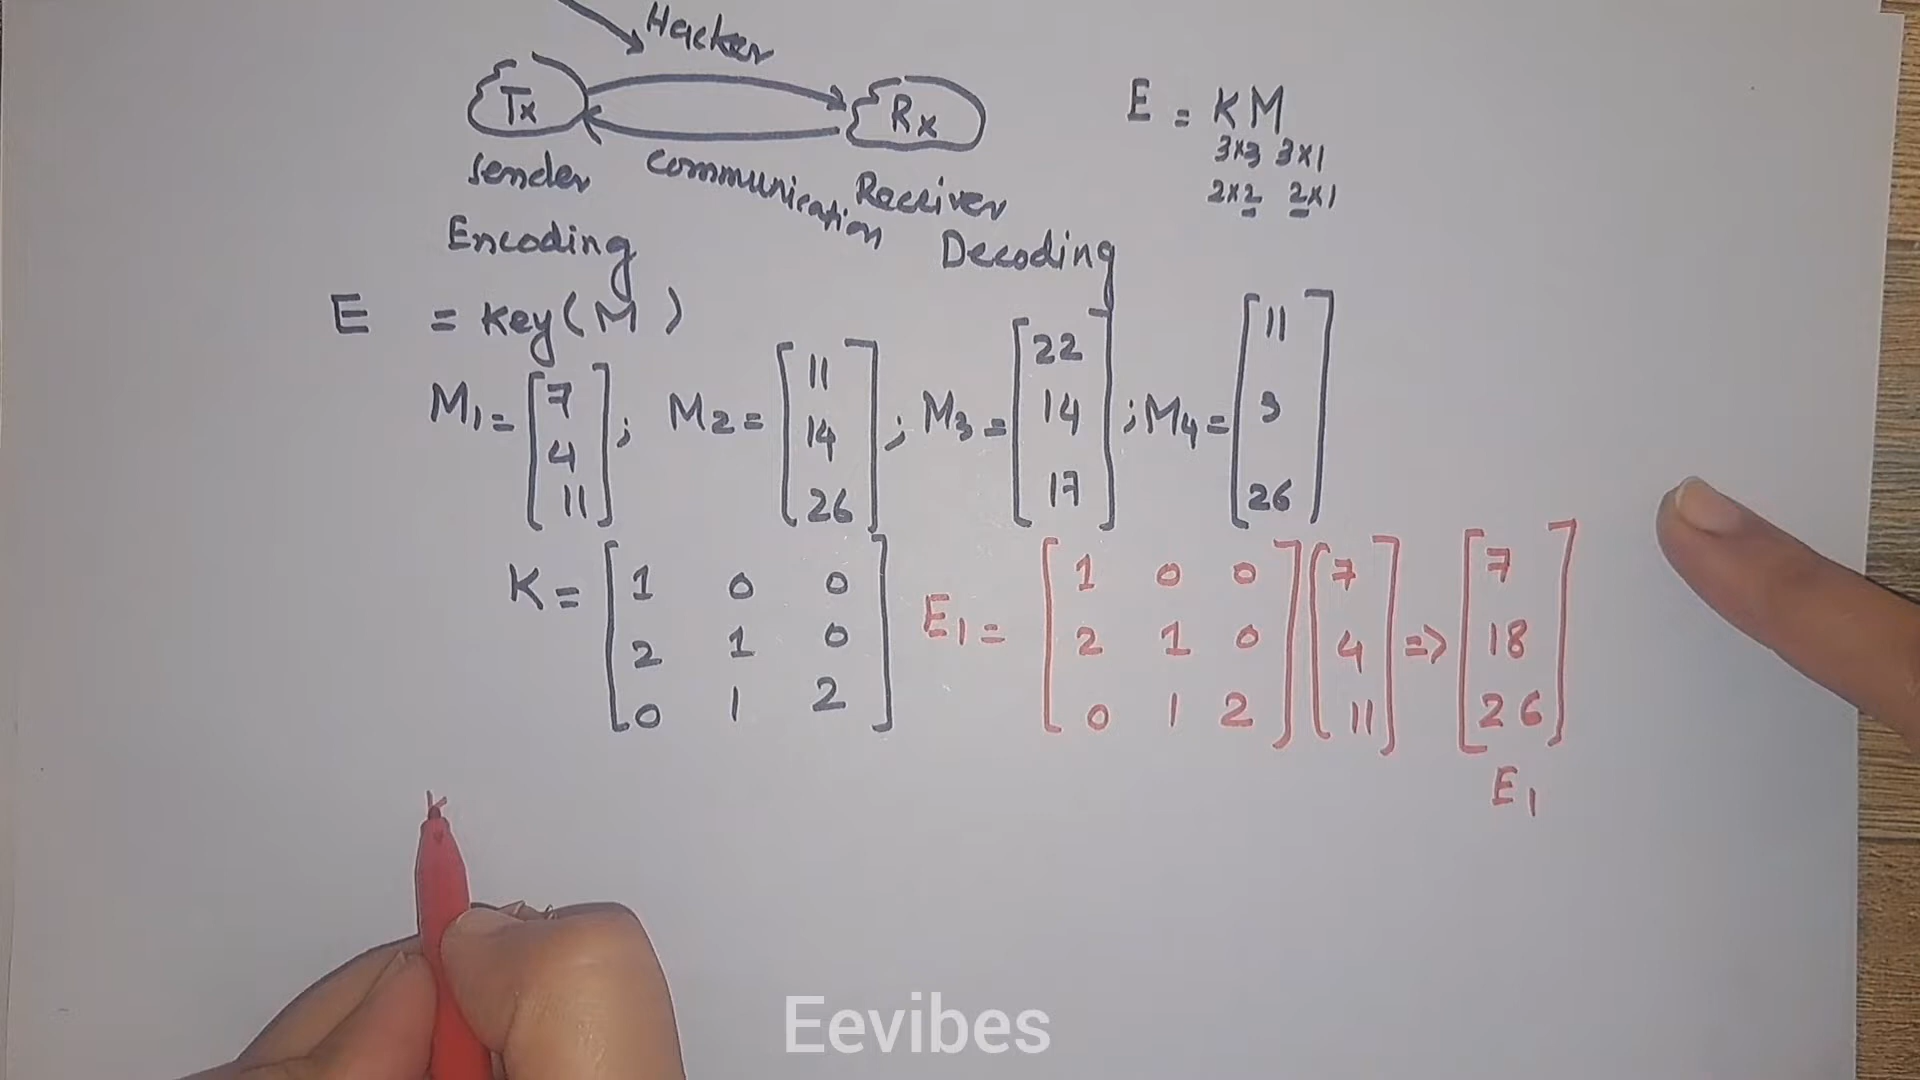 Hacker
Tx Rx
sender communication Receiver
Encoding Decoding
E = KM
3x3 3x1
2x2 2x1
E = Key(M)
M1 = [7 4 11] ; M2 = [11 14 26] ; M3 = [22 14 17] ; M4 = [11 3 26]
K = [1 0 0
2 1 0
0 1 2]
E1 = [1 0 0
2 1 0
0 1 2] [7 4 11] => [7 18 26]
E1
K
Eevibes